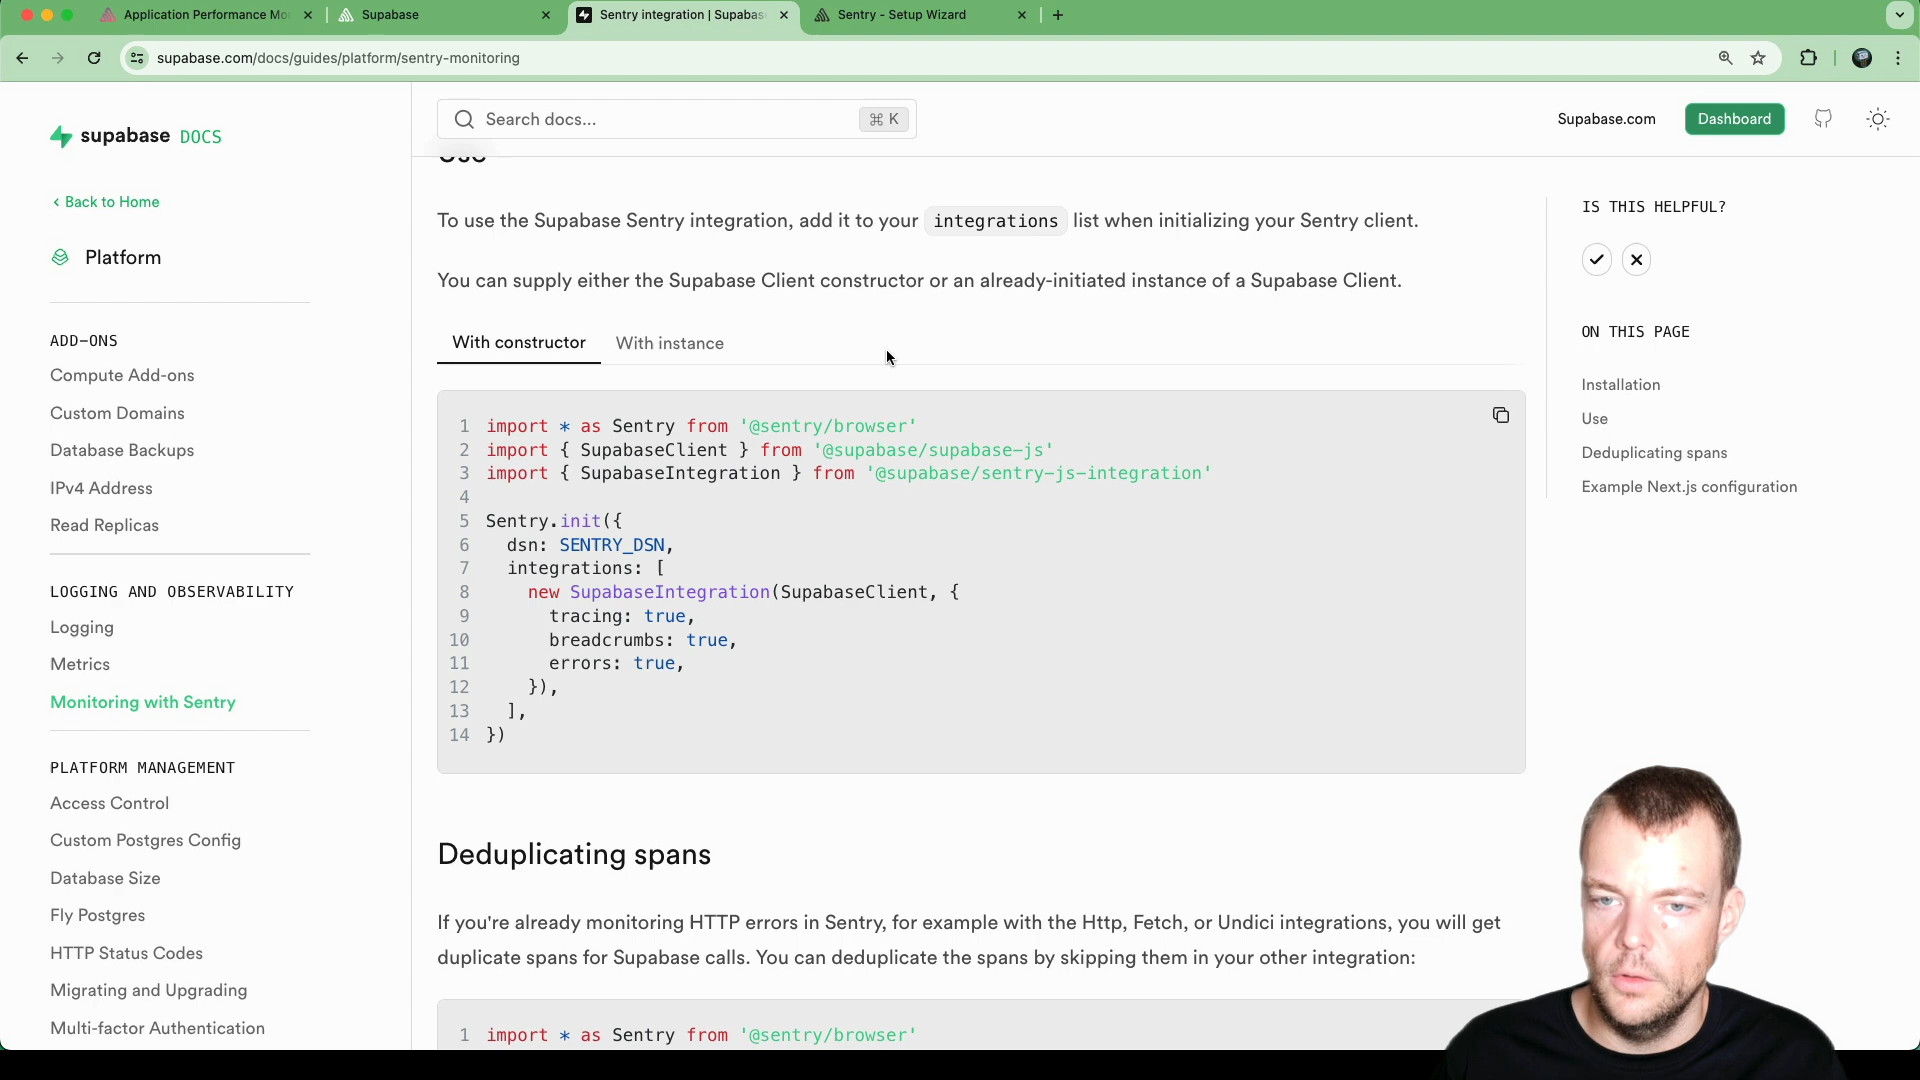 Application Performance Mo
Supabase
Sentry integration | Supabas
Sentry - Setup Wizard
supabase.com/docs/guides/platform/sentry-monitoring
supabase DOCS
Search docs...
⌘ K
Supabase.com
Dashboard
Back to Home
Platform
ADD-ONS
Compute Add-ons
Custom Domains
Database Backups
IPv4 Address
Read Replicas
LOGGING AND OBSERVABILITY
Logging
Metrics
Monitoring with Sentry
PLATFORM MANAGEMENT
Access Control
Custom Postgres Config
Database Size
Fly Postgres
HTTP Status Codes
Migrating and Upgrading
Multi-factor Authentication
Use
To use the Supabase Sentry integration, add it to your integrations list when initializing your Sentry client.
You can supply either the Supabase Client constructor or an already-initiated instance of a Supabase Client.
With constructor
With instance
1 import * as Sentry from '@sentry/browser'
2 import { SupabaseClient } from '@supabase/supabase-js'
3 import { SupabaseIntegration } from '@supabase/sentry-js-integration'
4
5 Sentry.init({
6 dsn: SENTRY_DSN,
7 integrations: [
8 new SupabaseIntegration(SupabaseClient, {
9 tracing: true,
10 breadcrumbs: true,
11 errors: true,
12 }),
13 ],
14 })
Deduplicating spans
If you're already monitoring HTTP errors in Sentry, for example with the Http, Fetch, or Undici integrations, you will get
duplicate spans for Supabase calls. You can deduplicate the spans by skipping them in your other integration:
1 import * as Sentry from '@sentry/browser'
IS THIS HELPFUL?
ON THIS PAGE
Installation
Use
Deduplicating spans
Example Next.js configuration